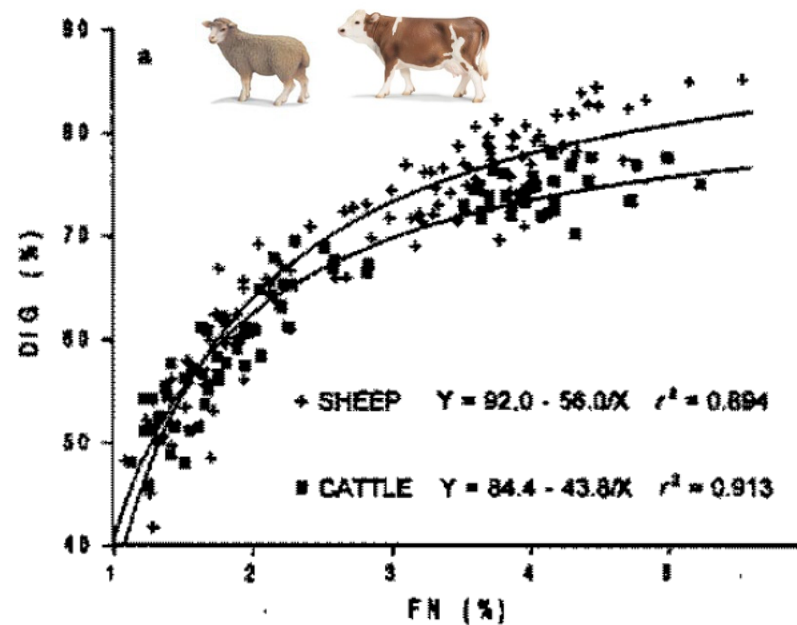 90
a
80
70
60
50
40
DIG (%)
+ SHEEP Y = 92.0 - 56.0/X r² = 0.894
■ CATTLE Y = 84.4 - 43.8/X r² = 0.913
1 2 3 4 5
FN (%)